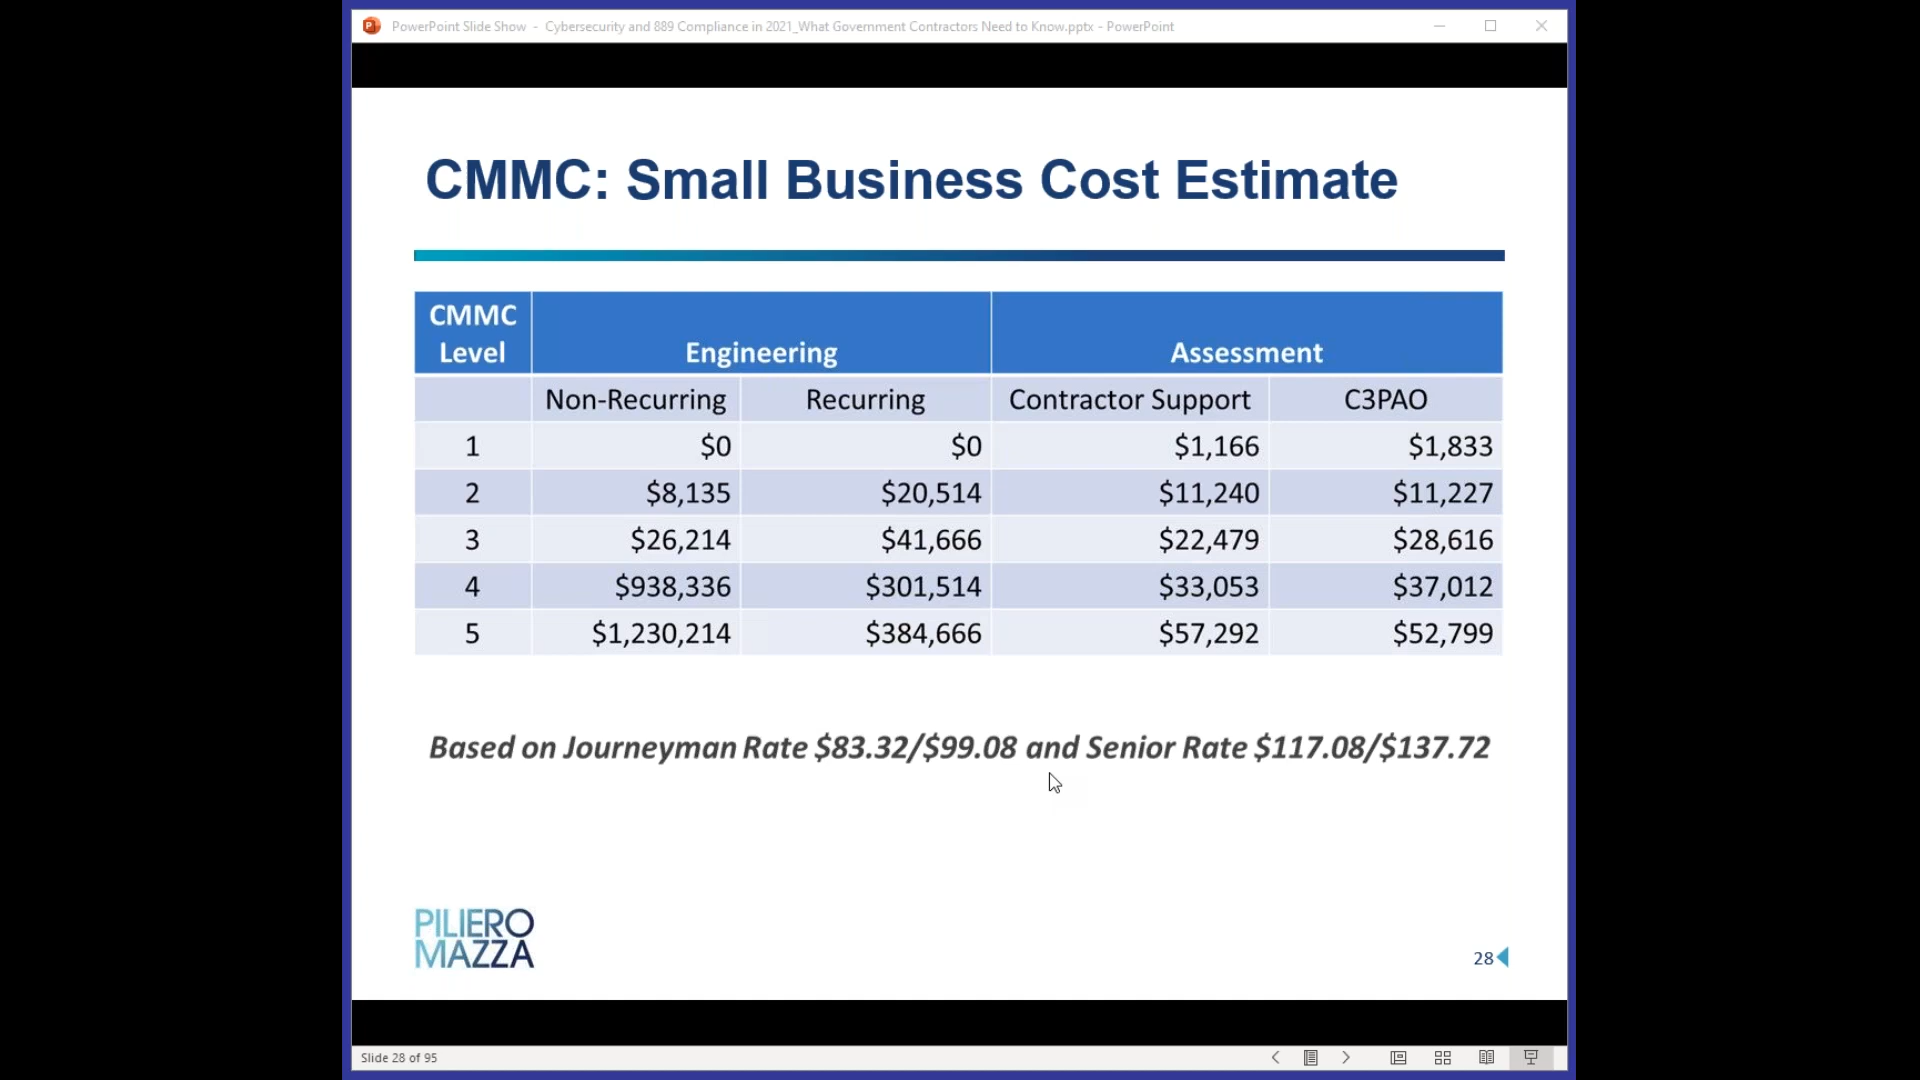 PowerPoint Slide Show - Cybersecurity and 889 Compliance in 2021_What Government Contractors Need to Know.pptx - PowerPoint
CMMC: Small Business Cost Estimate
CMMC Level Engineering Assessment
Non-Recurring Recurring Contractor Support C3PAO
1 $0 $0 $1,166 $1,833
2 $8,135 $20,514 $11,240 $11,227
3 $26,214 $41,666 $22,479 $28,616
4 $938,336 $301,514 $33,053 $37,012
5 $1,230,214 $384,666 $57,292 $52,799
Based on Journeyman Rate $83.32/$99.08 and Senior Rate $117.08/$137.72
PILIERO
MAZZA
28
Slide 28 of 95